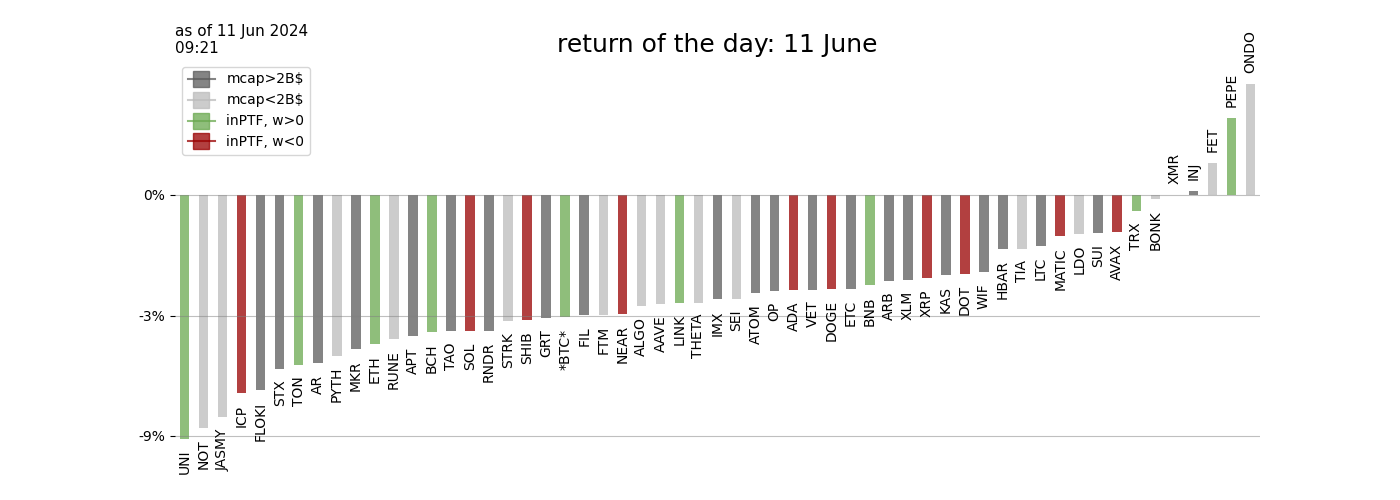 as of 11 Jun 2024
09:21
return of the day: 11 June
mcap>2B$
mcap<2B$
inPTF, w>0
inPTF, w<0
0%
-3%
-9%
UNI
NOT
JASMY
ICP
FLOKI
STX
TON
AR
PYTH
MKR
ETH
RUNE
APT
BCH
TAO
SOL
RNDR
STRK
SHIB
GRT
*BTC*
FIL
FTM
NEAR
ALGO
AAVE
LINK
THETA
IMX
SEI
ATOM
OP
ADA
VET
DOGE
ETC
BNB
ARB
XLM
XRP
KAS
DOT
WIF
HBAR
TIA
LTC
MATIC
LDO
SUI
AVAX
TRX
BONK
XMR
INJ
FET
PEPE
ONDO